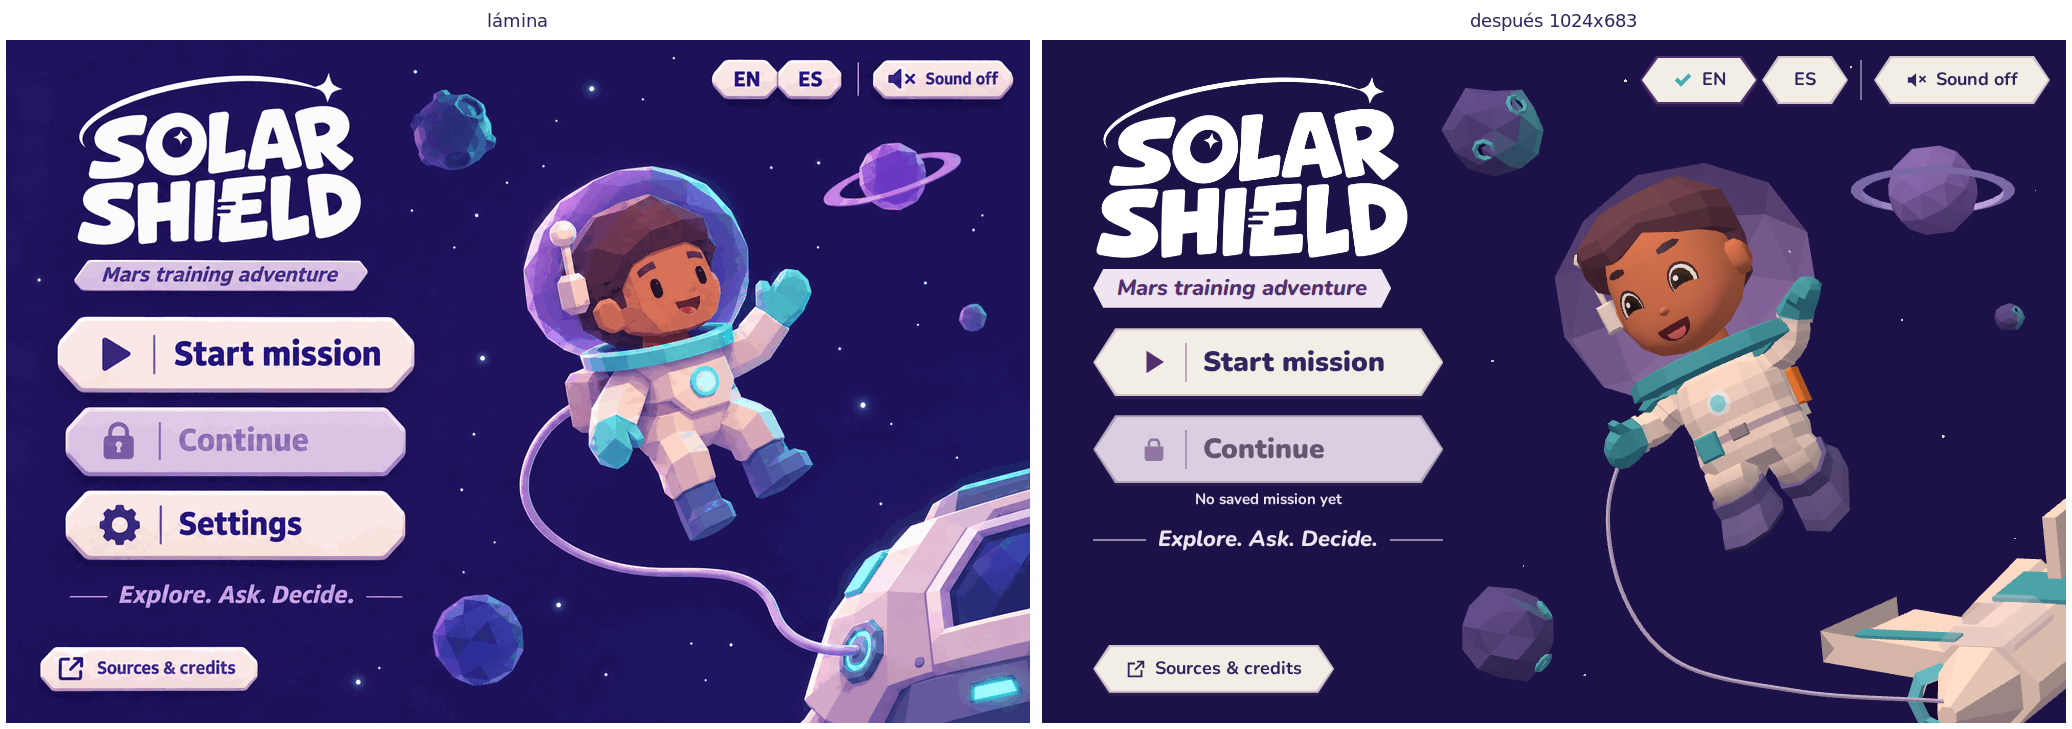 lámina
SOLAR
SHIELD
Mars training adventure
EN
ES
Sound off
Start mission
Continue
Settings
Explore. Ask. Decide.
Sources & credits
después 1024x683
SOLAR
SHIELD
Mars training adventure
EN
ES
Sound off
Start mission
Continue
No saved mission yet
Explore. Ask. Decide.
Sources & credits